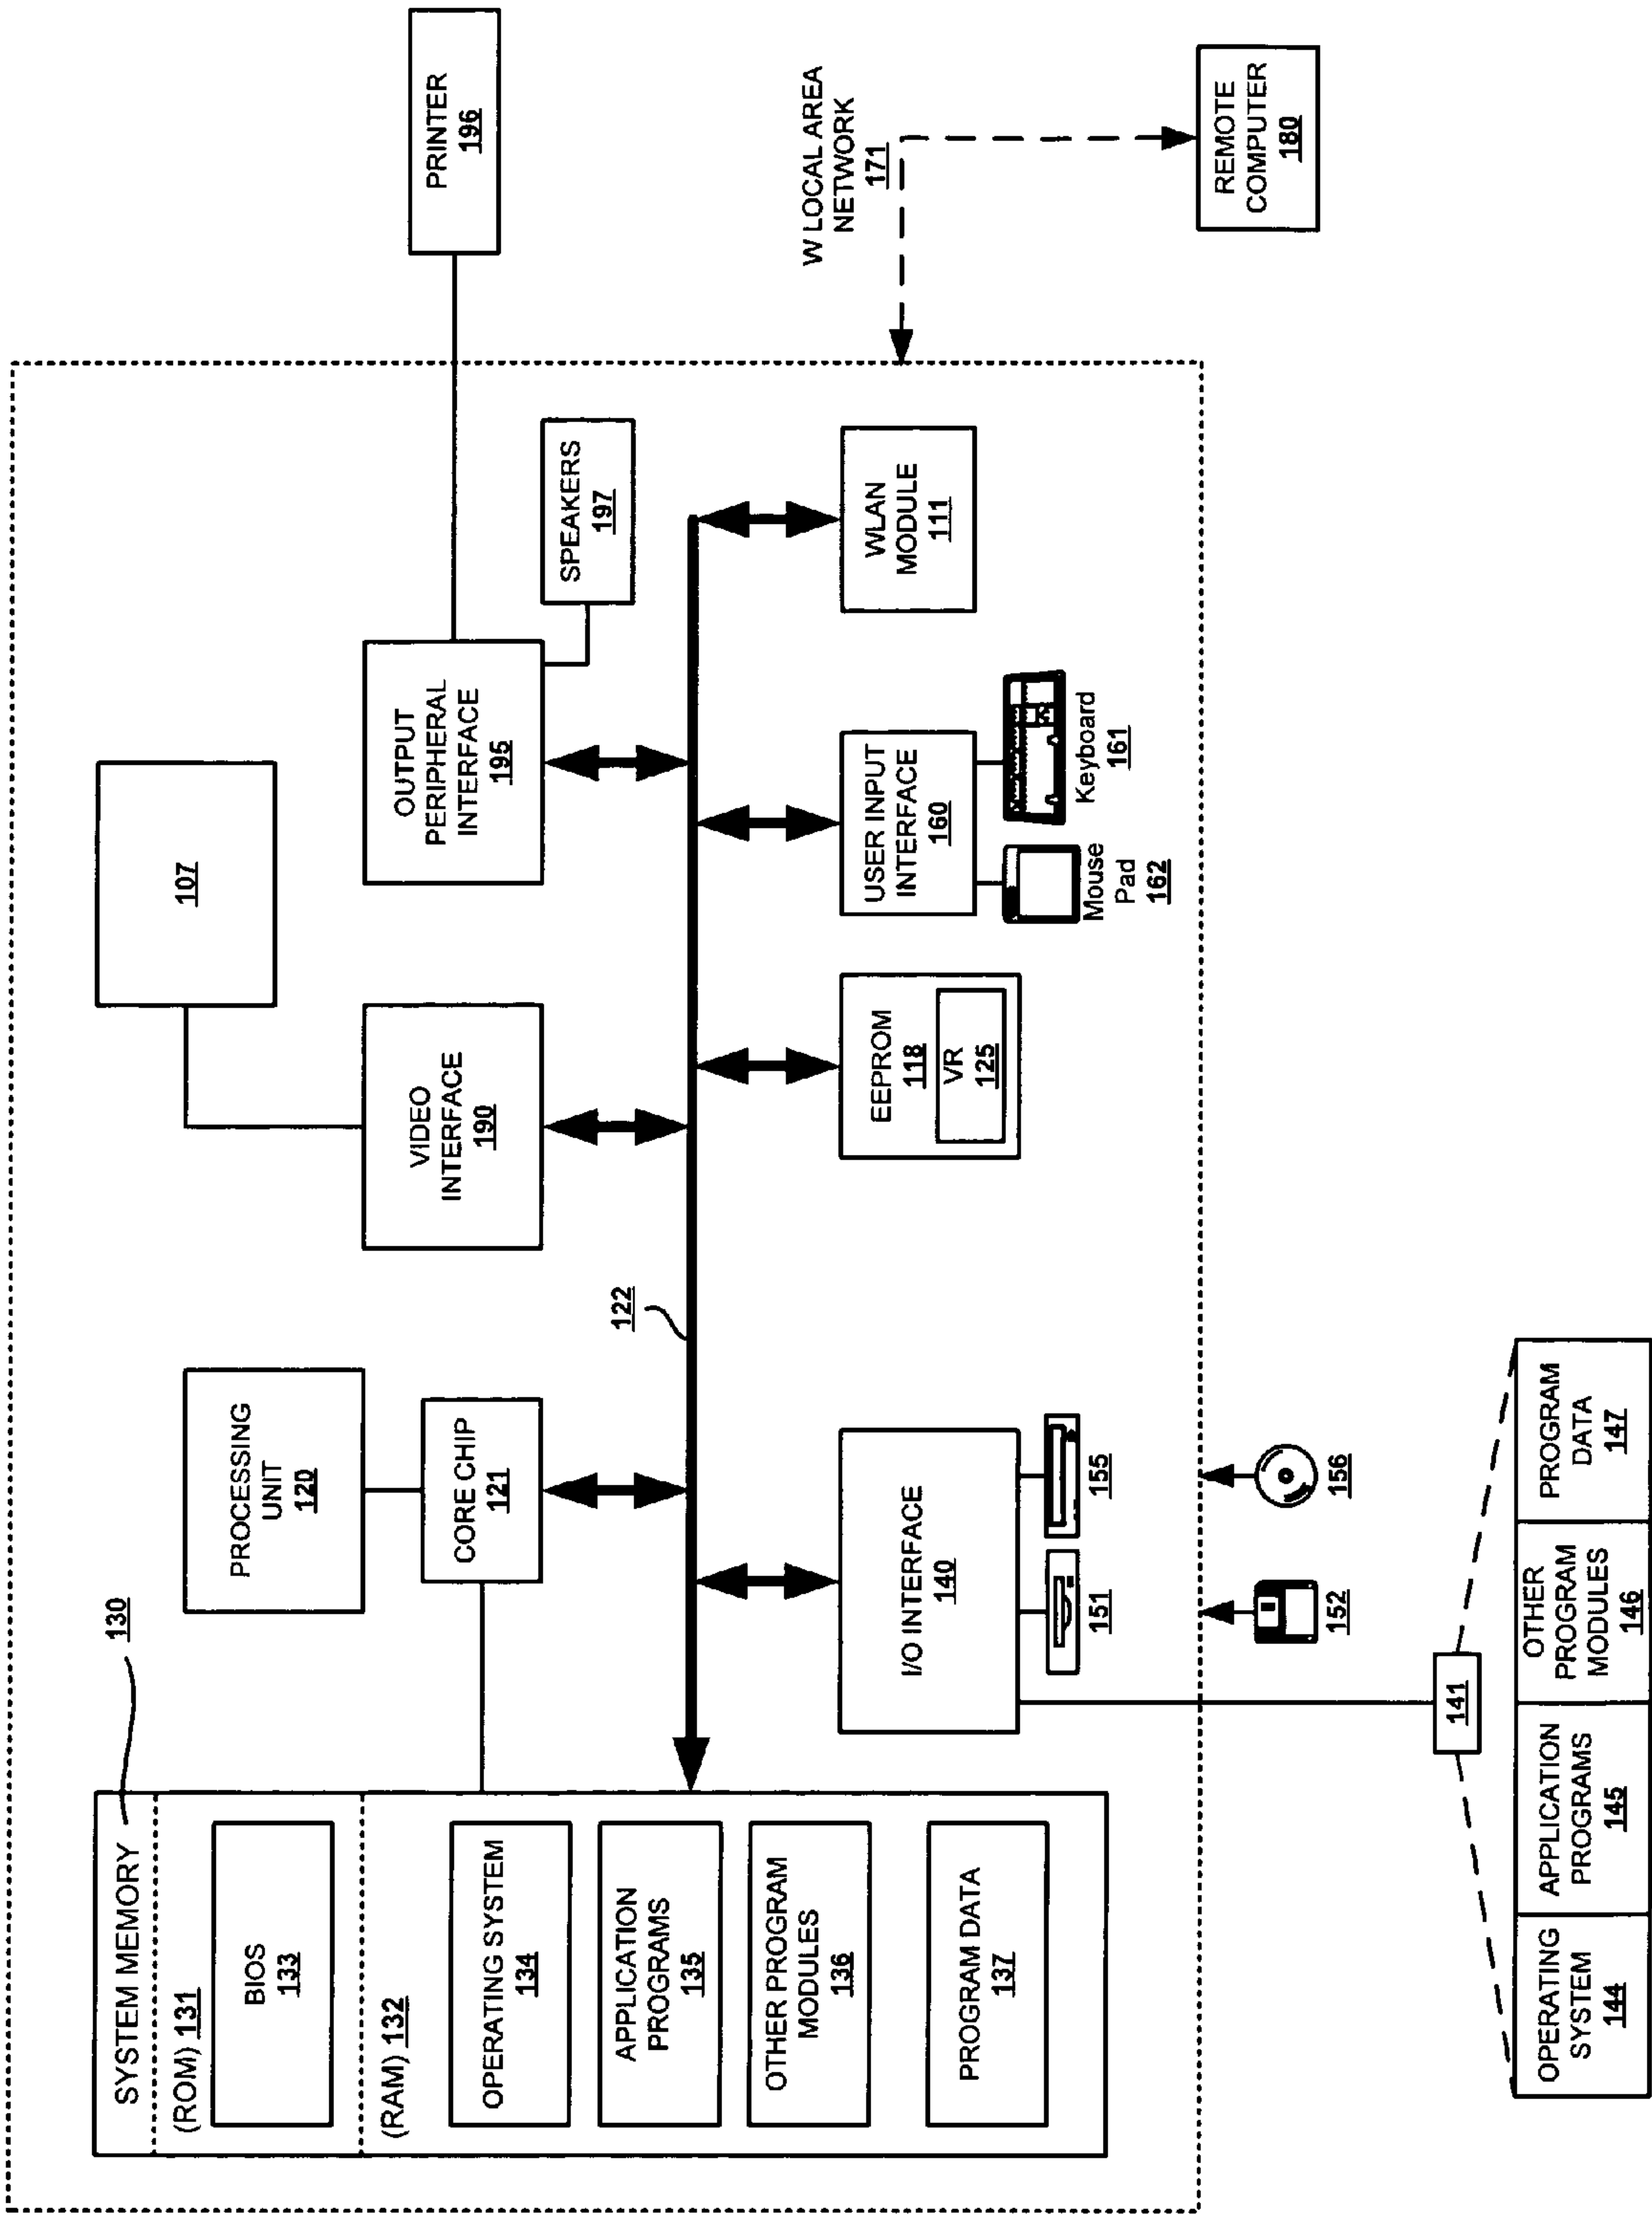 SYSTEM MEMORY
130
(ROM) 131
BIOS
133
(RAM) 132
OPERATING SYSTEM
134
APPLICATION
PROGRAMS
135
OTHER PROGRAM
MODULES
136
PROGRAM DATA
137
PROCESSING
UNIT
120
CORE CHIP
121
122
107
VIDEO
INTERFACE
190
OUTPUT
PERIPHERAL
INTERFACE
195
SPEAKERS
197
PRINTER
196
I/O INTERFACE
140
151
155
EEPROM
118
VR
125
USER INPUT
INTERFACE
160
Mouse
Pad
162
Keyboard
161
WLAN
MODULE
111
W LOCAL AREA
NETWORK
171
REMOTE
COMPUTER
180
152
156
141
OPERATING
SYSTEM
144
APPLICATION
PROGRAMS
145
OTHER
PROGRAM
MODULES
146
PROGRAM
DATA
147